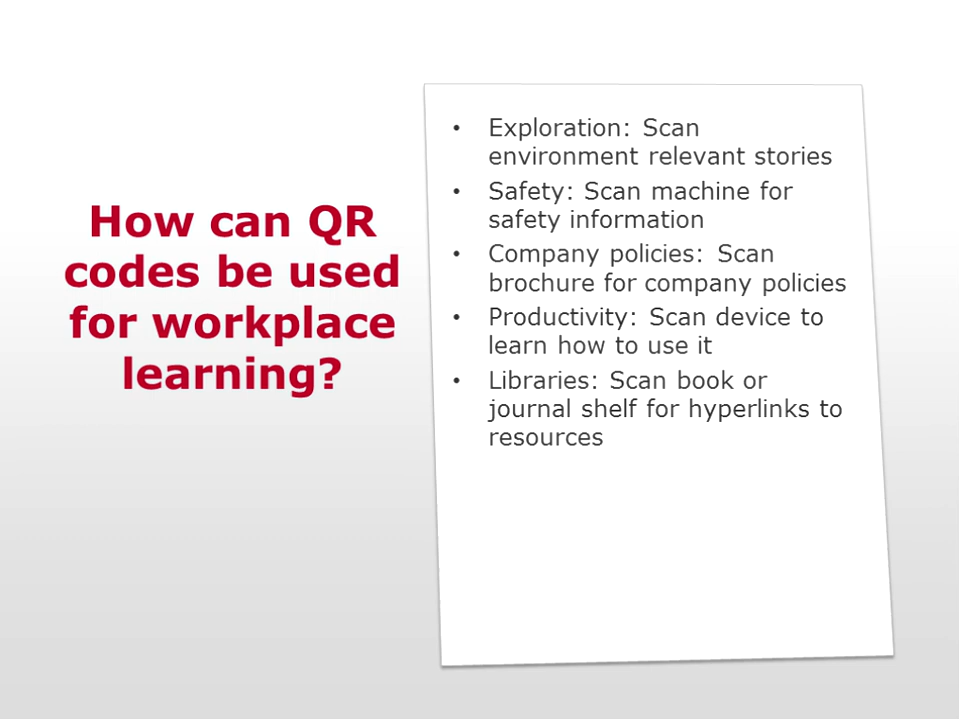 How can QR
codes be used
for workplace
learning?
• Exploration: Scan
environment relevant stories
• Safety: Scan machine for
safety information
• Company policies: Scan
brochure for company policies
• Productivity: Scan device to
learn how to use it
• Libraries: Scan book or
journal shelf for hyperlinks to
resources